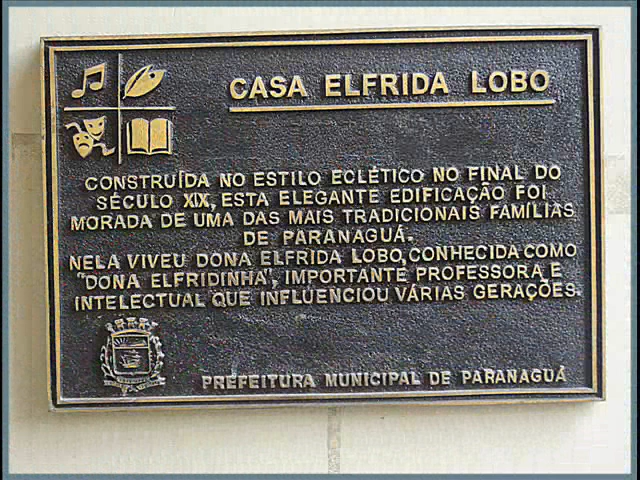 CASA ELFRIDA LOBO
CONSTRUÍDA NO ESTILO ECLÉTICO NO FINAL DO
SÉCULO XIX, ESTA ELEGANTE EDIFICAÇÃO FOI
MORADA DE UMA DAS MAIS TRADICIONAIS FAMÍLIAS
DE PARANAGUÁ.
NELA VIVEU DONA ELFRIDA LOBO, CONHECIDA COMO
"DONA ELFRIDINHA", IMPORTANTE PROFESSORA E
INTELECTUAL QUE INFLUENCIOU VÁRIAS GERAÇÕES.
PREFEITURA MUNICIPAL DE PARANAGUÁ